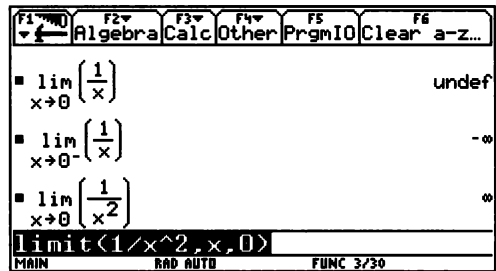 F1 F2 F3 F4 F5 F6
Algebra Calc Other PrgmIO Clear a-z…
▪ lim x→0 (1/x) undef
▪ lim x→0⁻ (1/x) -∞
▪ lim x→0 (1/x²) ∞
limit(1/x^2,x,0)
MAIN RAD AUTO FUNC 3/30